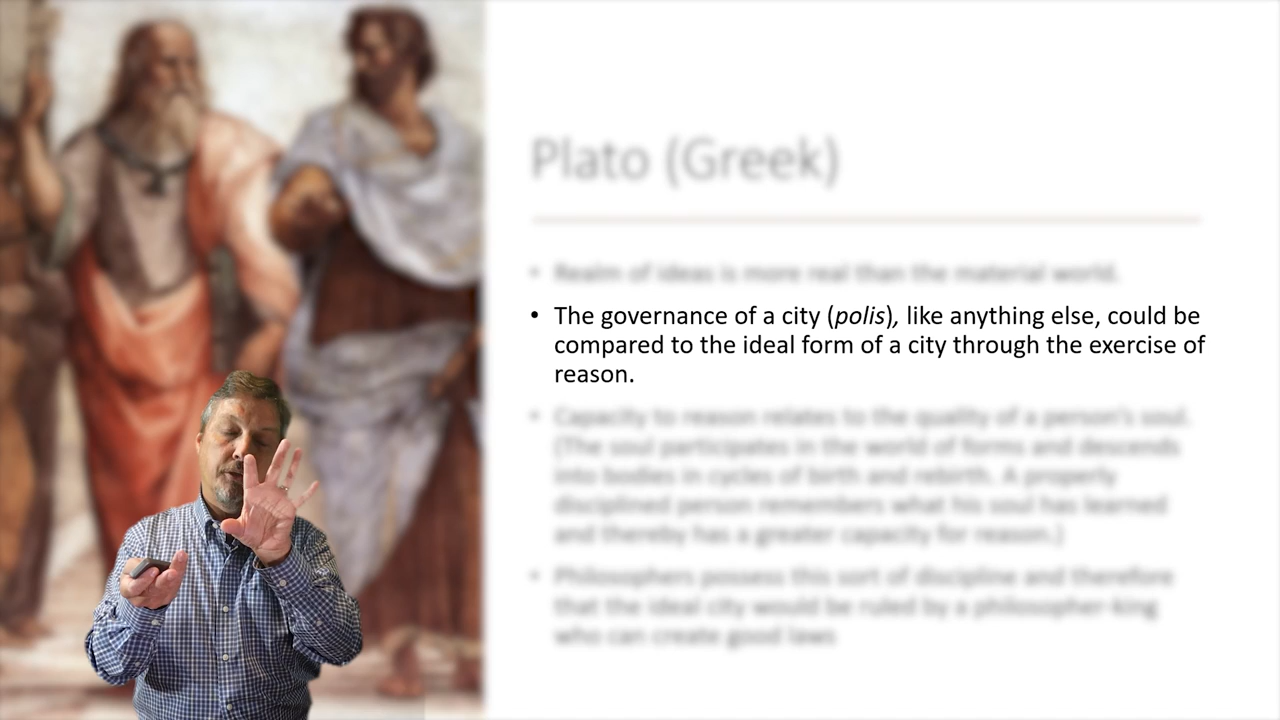 Plato (Greek)
• Realm of ideas is more real than the material world.
• The governance of a city (polis), like anything else, could be
compared to the ideal form of a city through the exercise of
reason.
• Capacity to reason relates to the quality of a person's soul.
(The soul participates in the world of forms and descends
into bodies in cycles of birth and rebirth. A properly
disciplined person remembers what his soul has learned
and thereby has a greater capacity for reason.)
• Philosophers possess this sort of discipline and therefore
that the ideal city would be ruled by a philosopher-king
who can create good laws